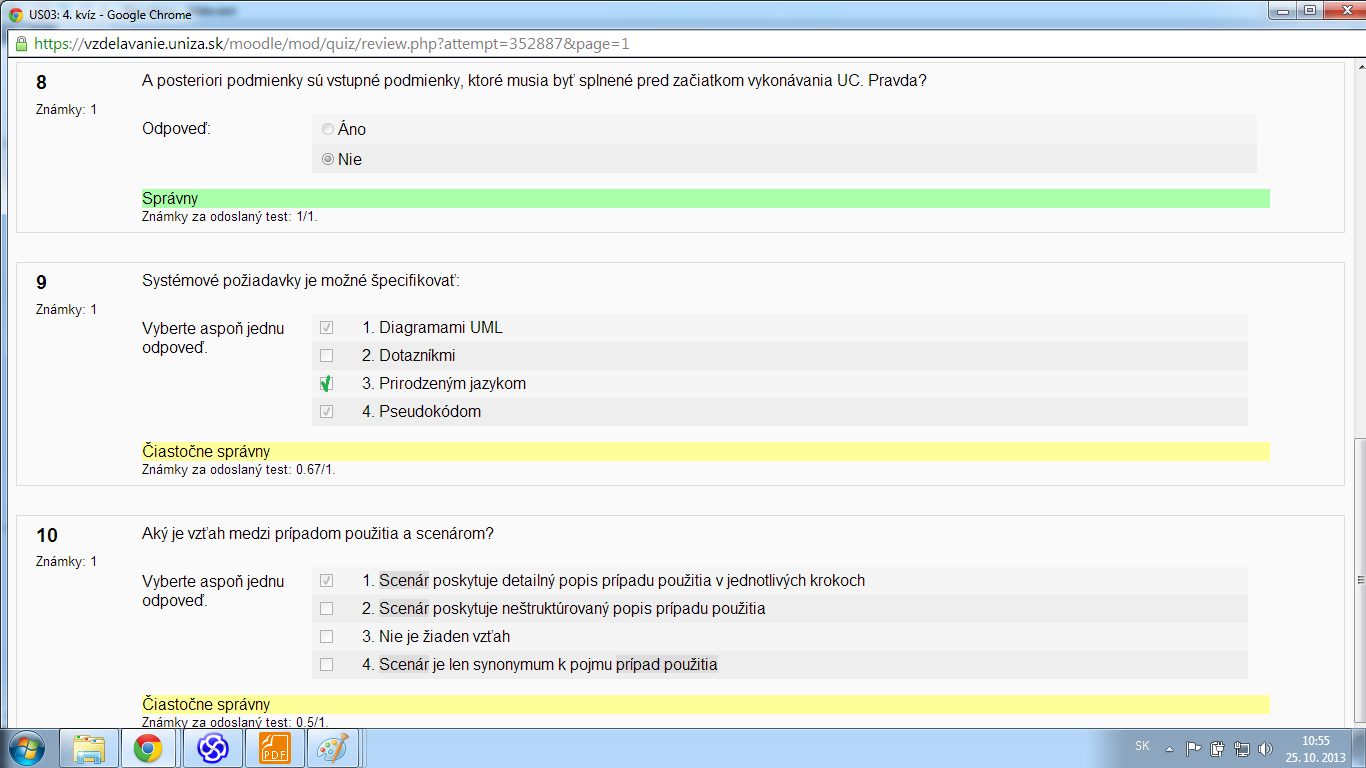 US03: 4. kvíz - Google Chrome
https://vzdelavanie.uniza.sk/moodle/mod/quiz/review.php?attempt=352887&page=1
8
Známky: 1
A posteriori podmienky sú vstupné podmienky, ktoré musia byť splnené pred začiatkom vykonávania UC. Pravda?
Odpoveď:
Áno
Nie
Správny
Známky za odoslaný test: 1/1.
9
Známky: 1
Systémové požiadavky je možné špecifikovať:
Vyberte aspoň jednu
odpoveď.
1. Diagramami UML
2. Dotazníkmi
3. Prirodzeným jazykom
4. Pseudokódom
Čiastočne správny
Známky za odoslaný test: 0.67/1.
10
Známky: 1
Aký je vzťah medzi prípadom použitia a scenárom?
Vyberte aspoň jednu
odpoveď.
1. Scenár poskytuje detailný popis prípadu použitia v jednotlivých krokoch
2. Scenár poskytuje neštruktúrovaný popis prípadu použitia
3. Nie je žiaden vzťah
4. Scenár je len synonymum k pojmu prípad použitia
Čiastočne správny
Známky za odoslaný test: 0.5/1.
PDF
SK
10:55
25. 10. 2013